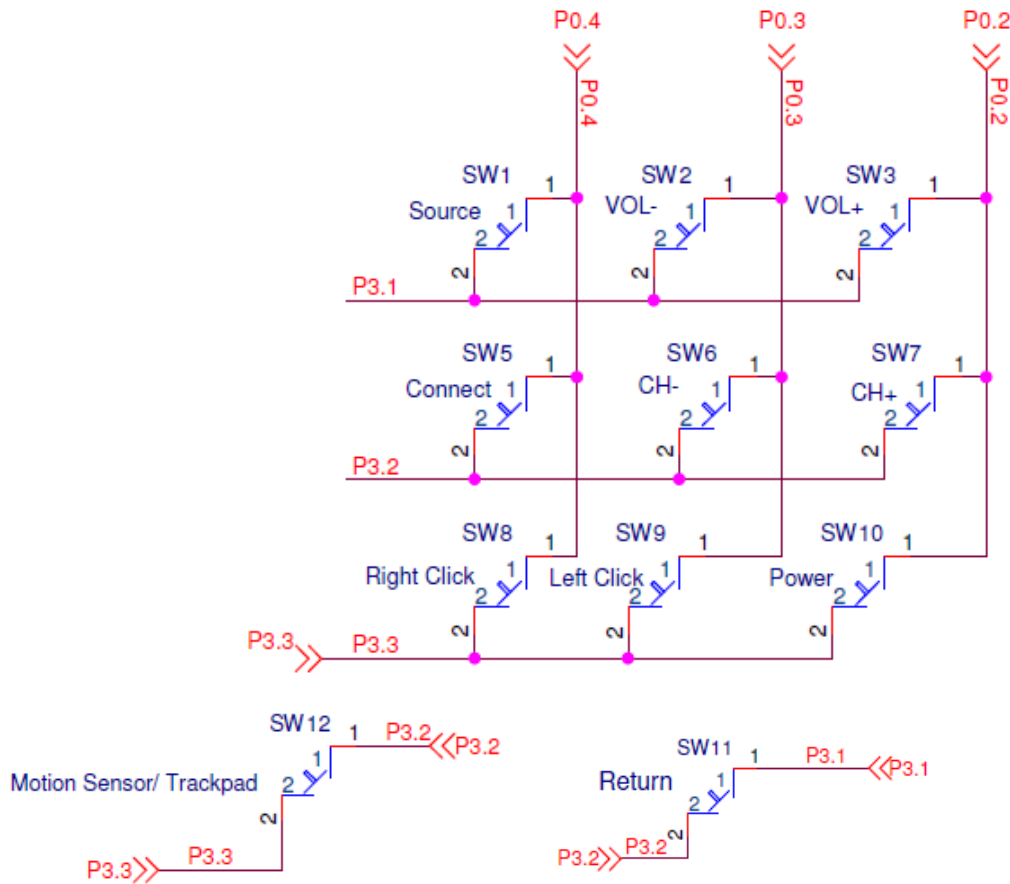 P0.4 P0.3 P0.2
P0.4 P0.3 P0.2
SW1 1 SW2 1 SW3 1
Source 1 VOL- 1 VOL+ 1
2 2 2
2 2 2
P3.1
SW5 1 SW6 1 SW7 1
Connect 1 CH- 1 CH+ 1
2 2 2
2 2 2
P3.2
SW8 1 SW9 1 SW10 1
Right Click 1 Left Click 1 Power 1
2 2 2
2 2 2
P3.3 P3.3
SW12 1 P3.2 P3.2
1
Motion Sensor/ Trackpad 2
2
P3.3 P3.3
SW11 1 P3.1 P3.1
Return 1
2
2
P3.2 P3.2